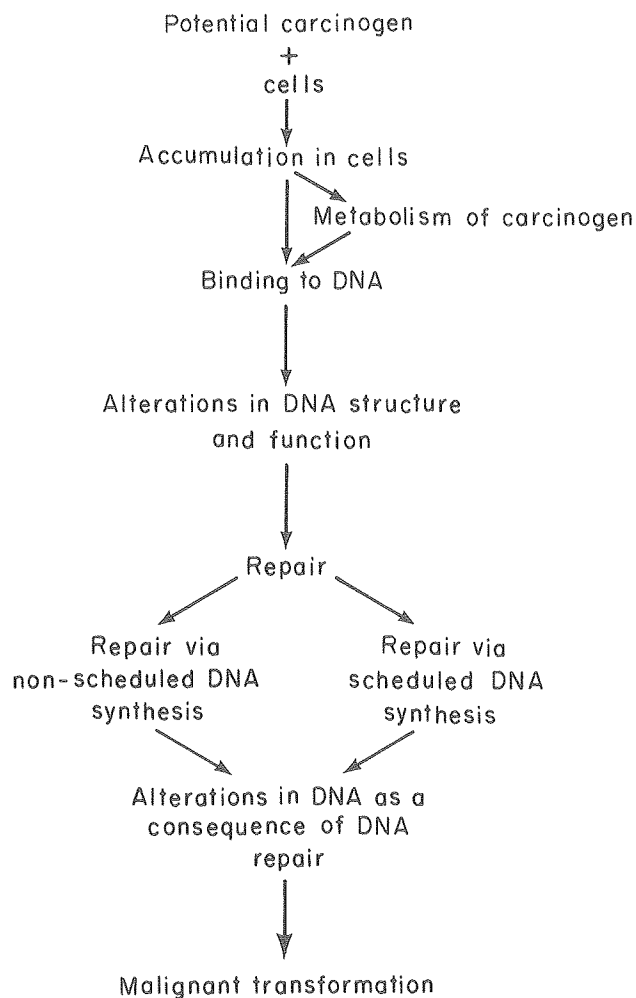 Potential carcinogen
+
cells
Accumulation in cells
Metabolism of carcinogen
Binding to DNA
Alterations in DNA structure
and function
Repair
Repair via
non-scheduled DNA
synthesis
Repair via
scheduled DNA
synthesis
Alterations in DNA as a
consequence of DNA
repair
Malignant transformation